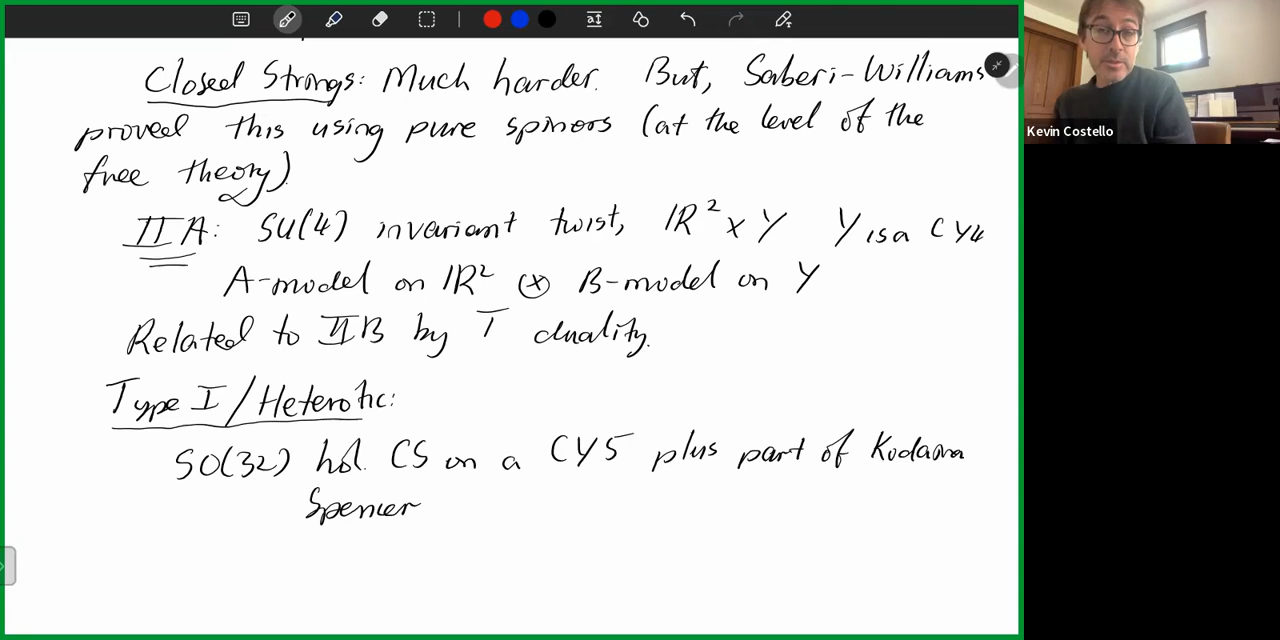 Closed Strings: Much harder. But, Saberi-Williams
proved this using pure spinors (at the level of the
free theory)
IIA: SU(4) invariant twist, IR² x Y Y is a CY4
A-model on IR² ⊗ B-model on Y
Related to IIB by T duality.
Type I/Heterotic:
SO(32) hol. CS on a CY5 plus part of Kodaira
Spencer
Kevin Costello